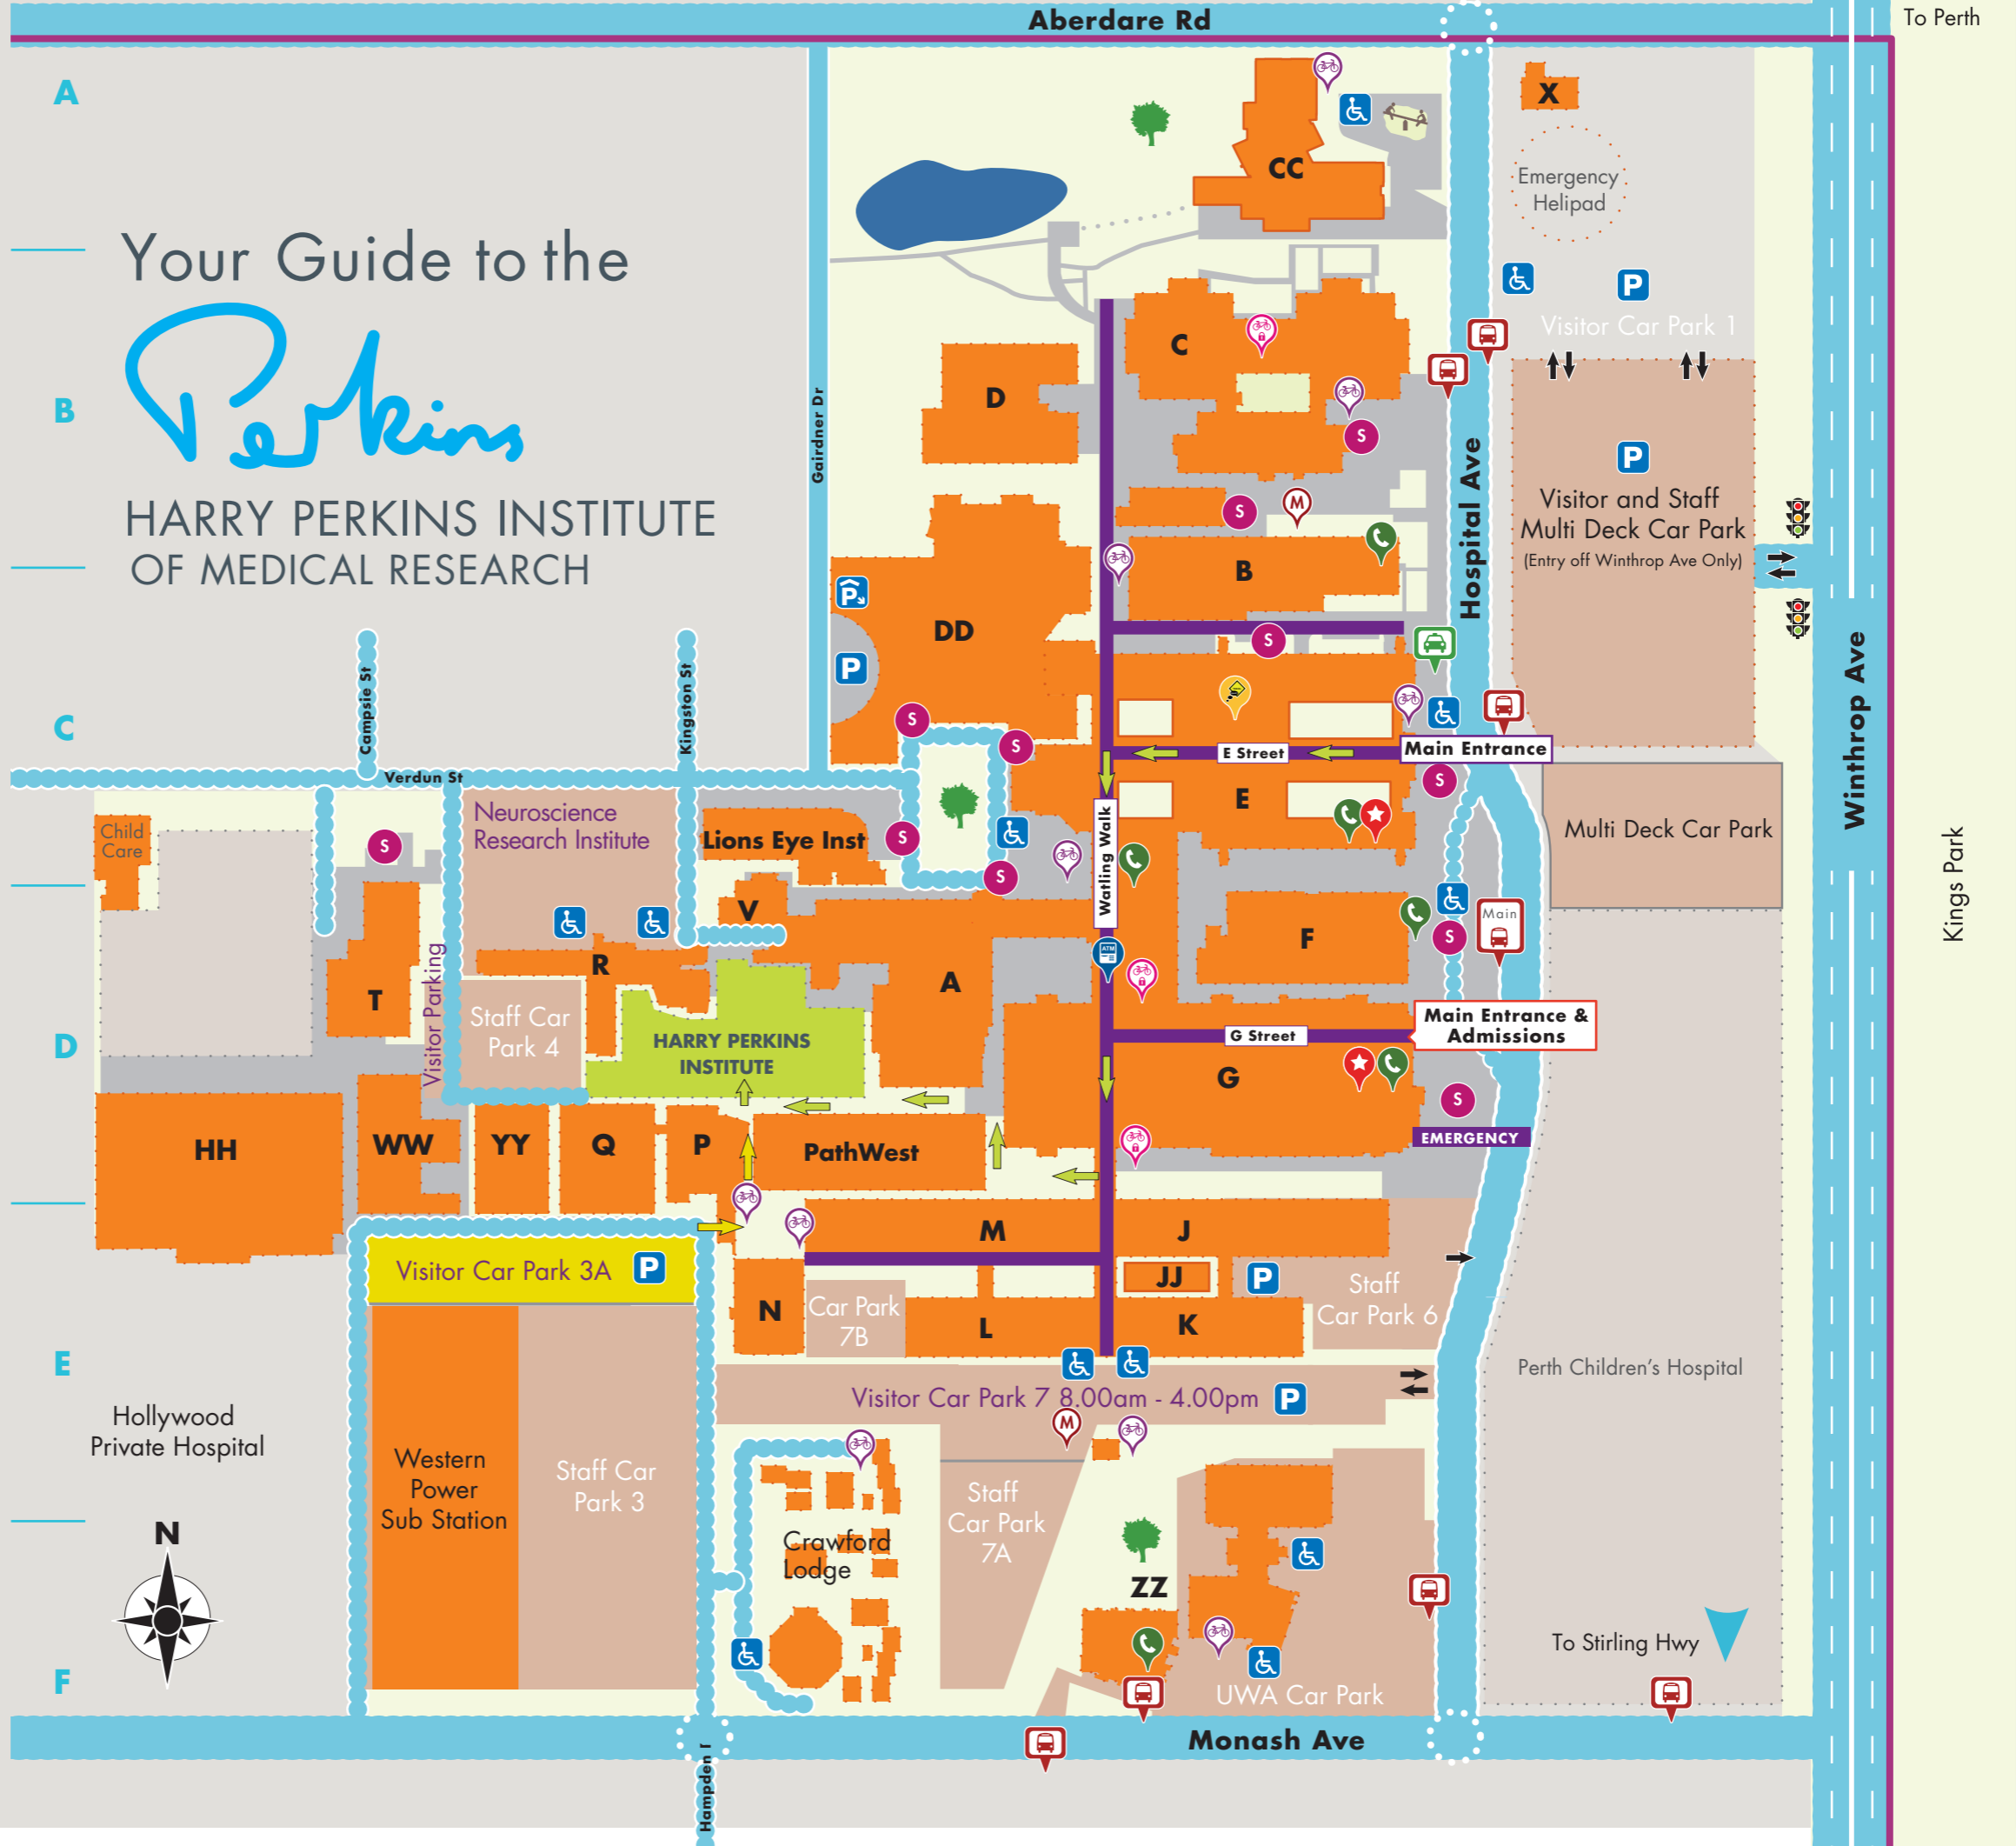 Aberdare Rd
To Perth
A
X
CC
Emergency
Helipad
Your Guide to the
Perkins
HARRY PERKINS INSTITUTE
OF MEDICAL RESEARCH
P
Visitor Car Park 1
C
D
B
Gairdner Dr
S
Hospital Ave
P
Visitor and Staff
Multi Deck Car Park
(Entry off Winthrop Ave Only)
S
M
B
P
DD
P
S
Winthrop Ave
Campsie St
Kingston St
C
S
S
E Street
Main Entrance
Verdun St
S
Neuroscience
Research Institute
Child
Care
S
Lions Eye Inst
S
E
Multi Deck Car Park
Kings Park
Watling Walk
S
V
Main
S
F
ATM
R
A
T
Visitor Parking
Staff Car
Park 4
HARRY PERKINS
INSTITUTE
Main Entrance &
Admissions
G Street
D
G
S
EMERGENCY
HH
WW
YY
Q
P
PathWest
M
J
Visitor Car Park 3A
P
JJ
P
Staff
Car Park 6
N
Car Park
7B
L
K
E
Perth Children's Hospital
Visitor Car Park 7 8.00am - 4.00pm
P
Hollywood
Private Hospital
M
Western
Power
Sub Station
Staff Car
Park 3
Staff
Car Park
7A
N
Crawford
Lodge
ZZ
To Stirling Hwy
F
UWA Car Park
Monash Ave
Hampden